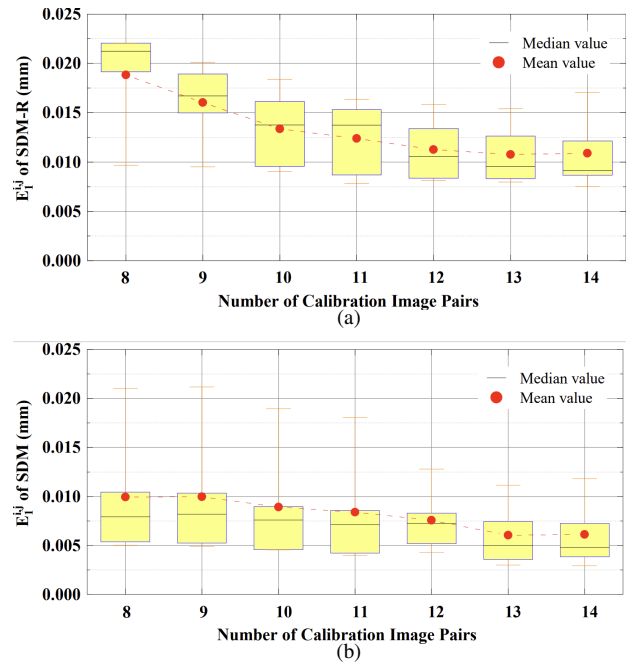 (a)
0.025
0.020
0.015
0.010
0.005
0.000
E₁^{i,j} of SDM-R (mm)
Median value
Mean value
8 9 10 11 12 13 14
Number of Calibration Image Pairs
(a)
0.025
0.020
0.015
0.010
0.005
0.000
E₁^{i,j} of SDM (mm)
Median value
Mean value
8 9 10 11 12 13 14
Number of Calibration Image Pairs
(b)